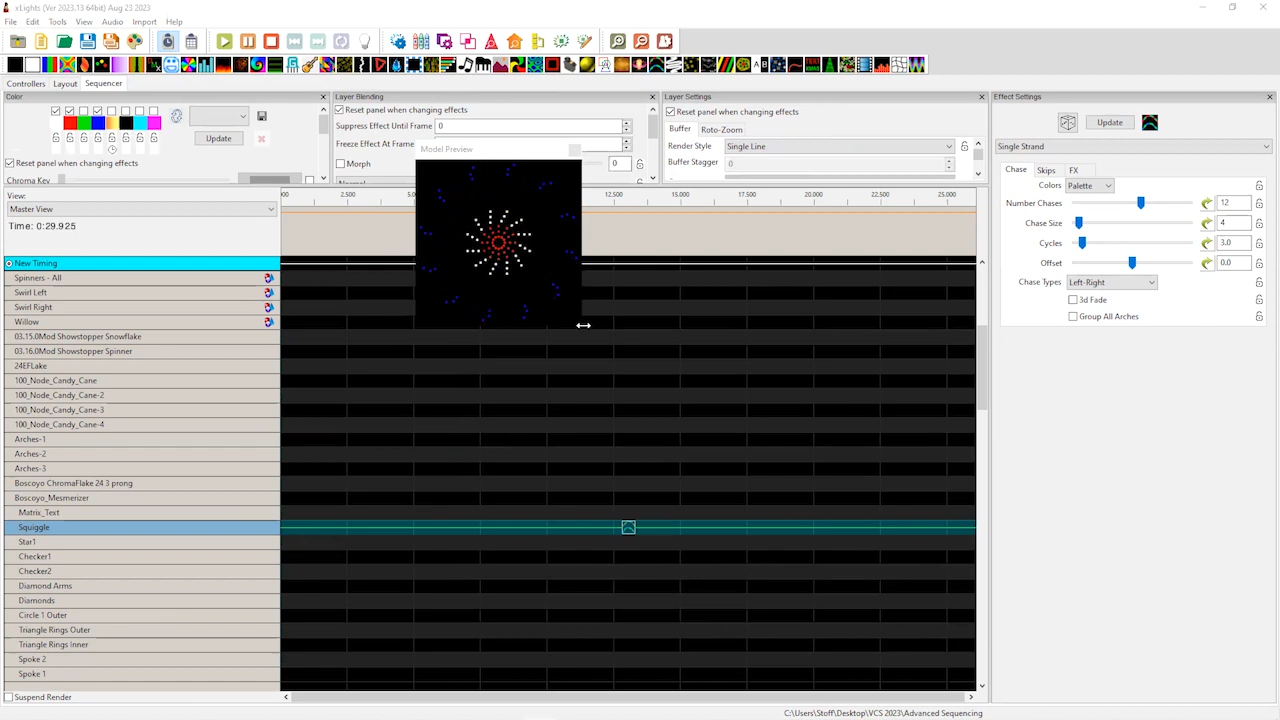 xLights (Ver 2023.13 64bit) Aug 23 2023
File Edit Tools View Audio Import Help
Controllers Layout Sequencer
Color
Update
Reset panel when changing effects
Chroma Key
Layer Blending
Reset panel when changing effects
Suppress Effect Until Frame 0
Freeze Effect At Frame
Morph 0
Normal
Model Preview
Layer Settings
Reset panel when changing effects
Buffer Roto-Zoom
Render Style Single Line
Buffer Stagger 0
Effect Settings
Update
Single Strand
Chase Skips FX
Colors Palette
Number Chases 12
Chase Size 4
Cycles 3.0
Offset 0.0
Chase Types Left-Right
3d Fade
Group All Arches
View:
Master View
Time: 0:29.925
2.500 12.500 15.000 17.500 20.000 22.500 25.000
New Timing
Spinners - All
Swirl Left
Swirl Right
Willow
03.15.0Mod Showstopper Snowflake
03.16.0Mod Showstopper Spinner
24EFLake
100_Node_Candy_Cane
100_Node_Candy_Cane-2
100_Node_Candy_Cane-3
100_Node_Candy_Cane-4
Arches-1
Arches-2
Arches-3
Boscoyo ChromaFlake 24 3 prong
Boscoyo_Mesmerizer
Matrix_Text
Squiggle
Star1
Checker1
Checker2
Diamond Arms
Diamonds
Circle 1 Outer
Triangle Rings Outer
Triangle Rings Inner
Spoke 2
Spoke 1
Suspend Render
C:\Users\Stoff\Desktop\VCS 2023\Advanced Sequencing